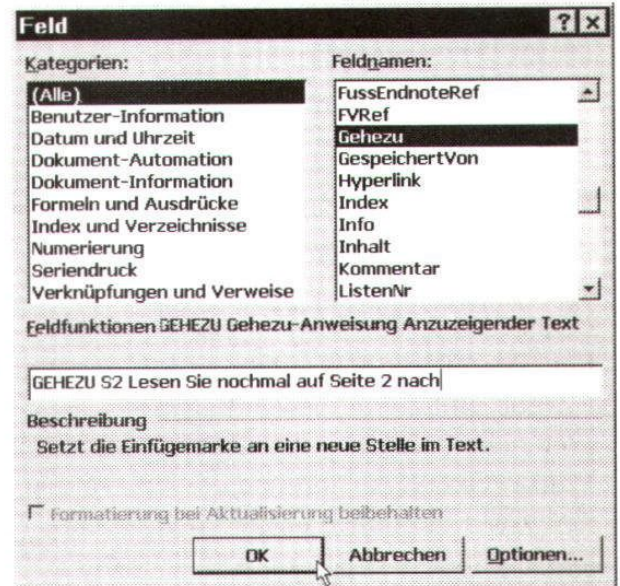 Feld ? ×
Kategorien:
(Alle)
Benutzer-Information
Datum und Uhrzeit
Dokument-Automation
Dokument-Information
Formeln und Ausdrücke
Index und Verzeichnisse
Numerierung
Seriendruck
Verknüpfungen und Verweise
Feldnamen:
FussEndnoteRef
FVRef
Gehezu
GespeichertVon
Hyperlink
Index
Info
Inhalt
Kommentar
ListenNr
Feldfunktionen GEHEZU Gehezu-Anweisung Anzuzeigender Text
GEHEZU S2 Lesen Sie nochmal auf Seite 2 nach
Beschreibung
Setzt die Einfügemarke an eine neue Stelle im Text.
Formatierung bei Aktualisierung beibehalten
OK Abbrechen Optionen...